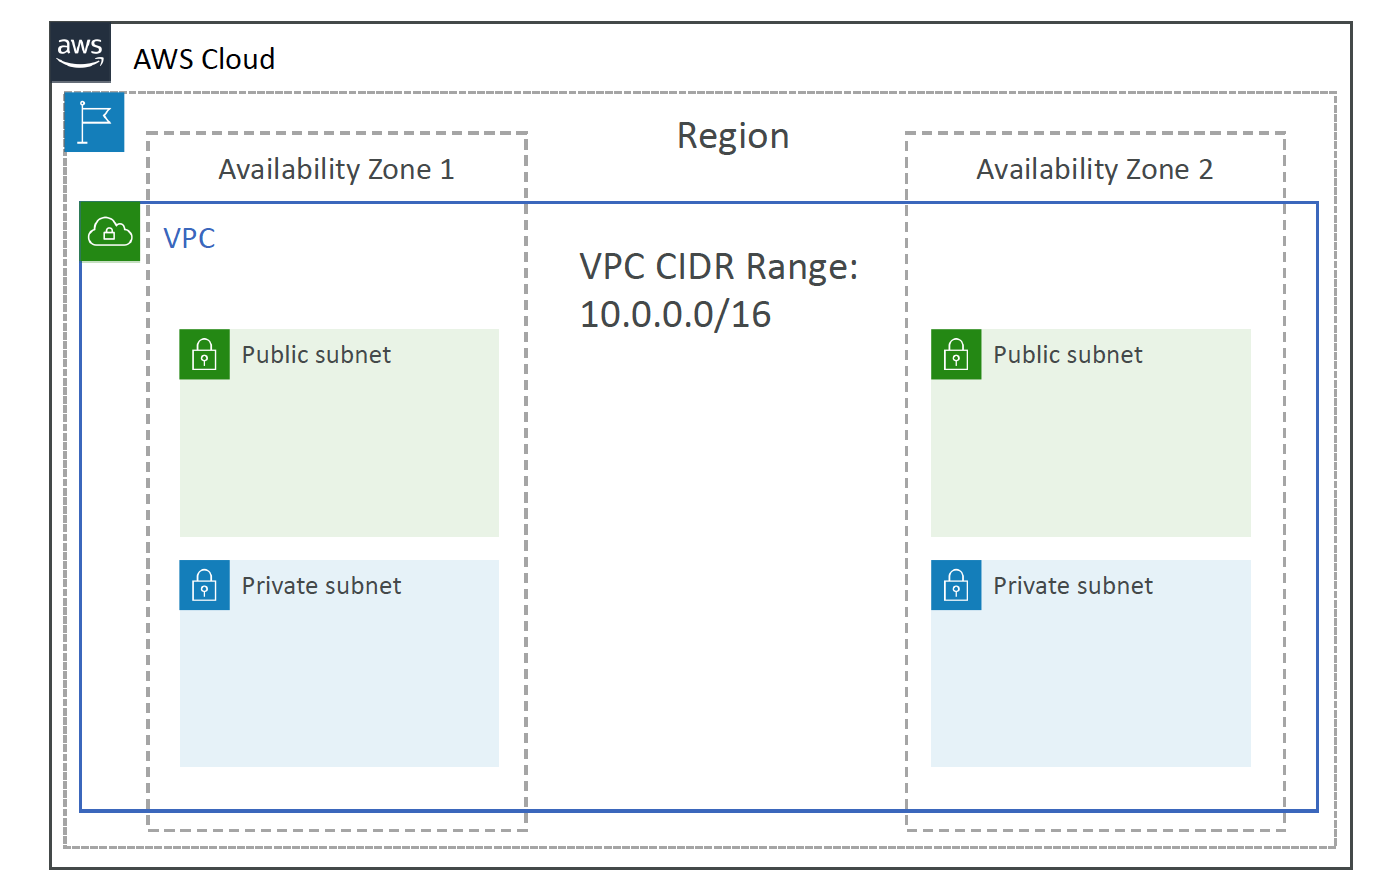 aws
AWS Cloud
Region
Availability Zone 1
Availability Zone 2
VPC
VPC CIDR Range:
10.0.0.0/16
Public subnet
Public subnet
Private subnet
Private subnet